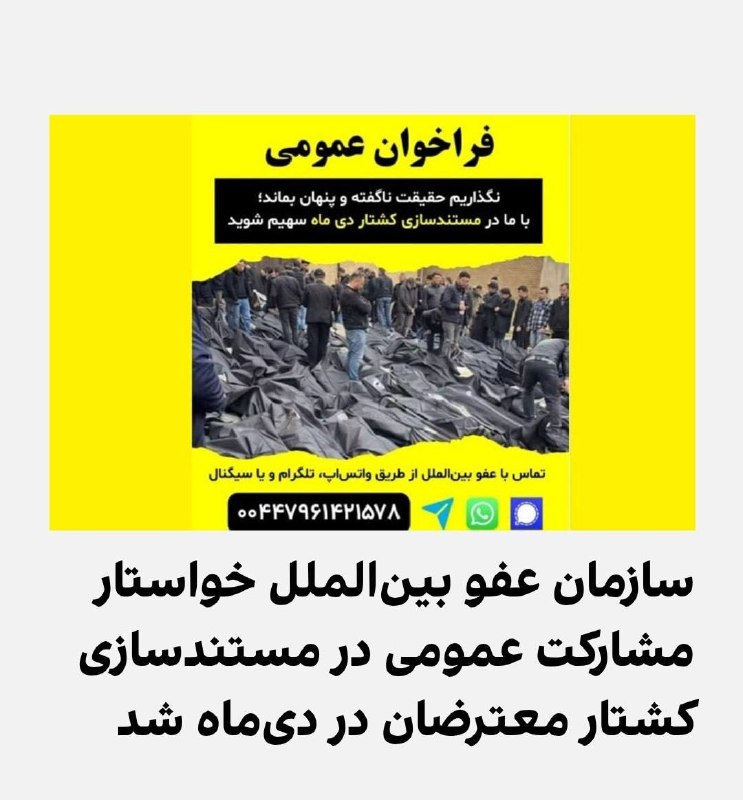 فراخوان عمومی
نگذاریم حقیقت ناگفته و پنهان بماند؛
با ما در مستندسازی کشتار دی ماه سهیم شوید
تماس با عفو بین‌الملل از طریق واتس‌اپ، تلگرام و یا سیگنال
۰۰۴۴۷۹۶۱۴۲۱۵۷۸
سازمان عفو بین‌الملل خواستار
مشارکت عمومی در مستندسازی
کشتار معترضان در دی‌ماه شد